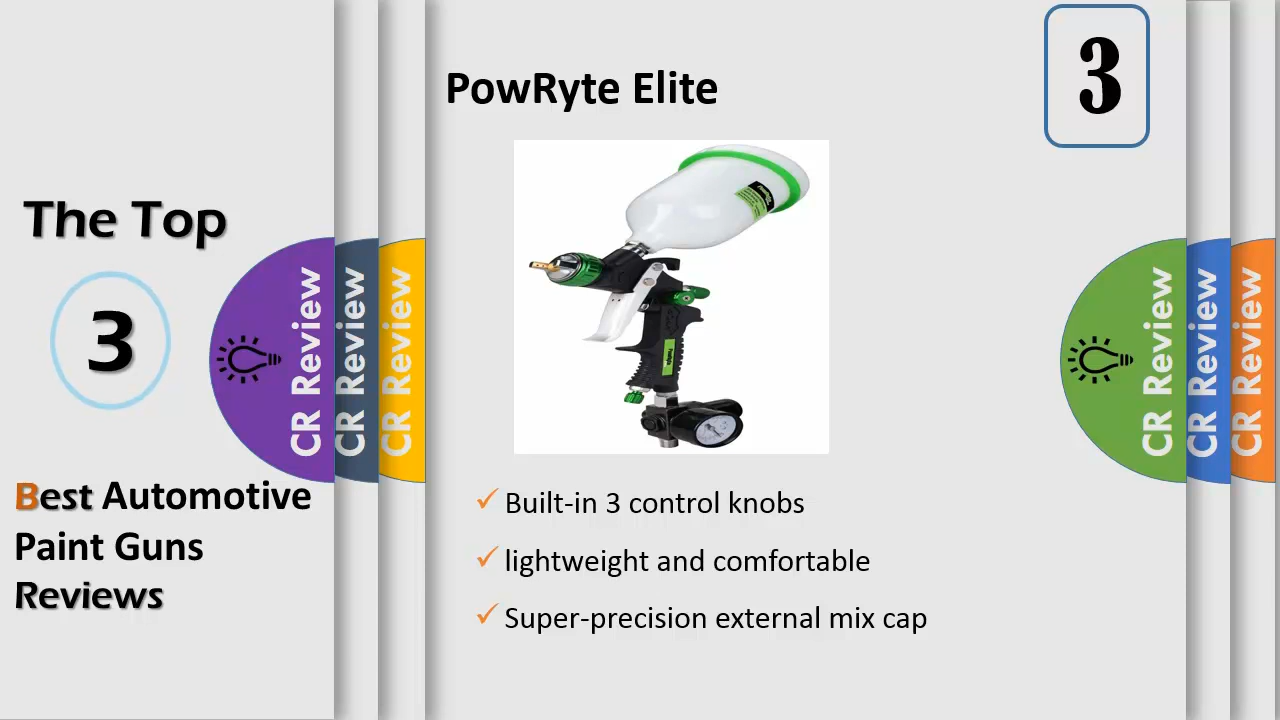 The Top
3
Best Automotive
Paint Guns
Reviews
CR Review
CR Review
CR Review
PowRyte Elite
3
Built-in 3 control knobs
lightweight and comfortable
Super-precision external mix cap
CR Review
CR Review
CR Review